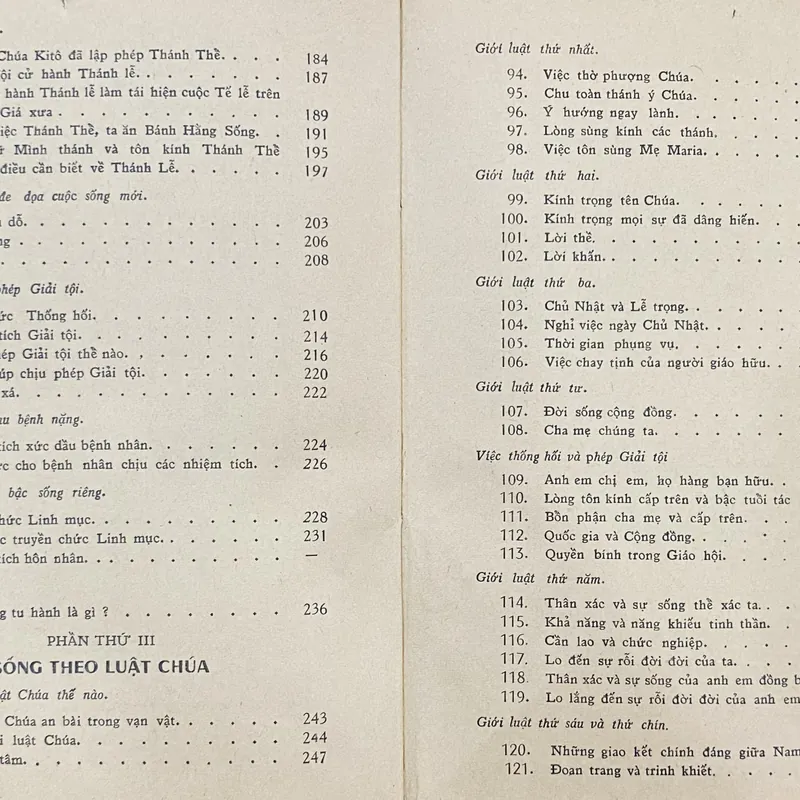 Chúa Kitô đã lập phép Thánh Thề. . . . 184
cử hành Thánh lễ. . . . . . . . 187
hành Thánh lễ làm tái hiện cuộc Tế lễ trên
Giá xưa . . . . . . . . . . . 189
Thánh Thề, ta ăn Bánh Hằng Sống. . 191
Mình thánh và tôn kính Thánh Thề 195
điều cần biết về Thánh Lễ. . . . . . 197
đe dọa cuộc sống mới.
dỗ. . . . . . . . . . . . . . 203
. . . . . . . . . . . . . . 206
. . . . . . . . . . . . . . 208
phép Giải tội.
Thống hối. . . . . . . . . . 210
tích Giải tội. . . . . . . . . . . 214
phép Giải tội thề nào. . . . . . . . . 216
chịu phép Giải tội. . . . . . . . 220
xá. . . . . . . . . . . . . 222
bệnh nặng.
tích xức dầu bệnh nhân. . . . . . . 224
cho bệnh nhân chịu các nhiệm tích. . 226
bậc sống riêng.
chức Linh mục. . . . . . . . . . 228
truyền chức Linh mục. . . . . . . 231
tích hôn nhân. . . . . . . . . . . —
tu hành là gì ? . . . . . . . . . 236
PHẦN THỨ III
SỐNG THEO LUẬT CHÚA
Chúa thế nào.
Chúa an bài trong vạn vật. . . . . . 243
luật Chúa. . . . . . . . . . 244
tâm. . . . . . . . . . . . . 247
Giới luật thứ nhất.
94. Việc thờ phượng Chúa. . . . . .
95. Chu toàn thánh ý Chúa. . . . . .
96. Ý hướng ngay lành. . . . . . .
97. Lòng sùng kính các thánh. . . . .
98. Việc tôn sùng Mẹ Maria. . . . . .
Giới luật thứ hai.
99. Kính trọng tên Chúa. . . . . .
100. Kính trọng mọi sự đã dâng hiến. . .
101. Lời thề. . . . . . . . . . .
102. Lời khấn. . . . . . . . . . .
Giới luật thứ ba.
103. Chủ Nhật và Lễ trọng. . . . . .
104. Nghỉ việc ngày Chủ Nhật. . . . .
105. Thời gian phụng vụ. . . . . . .
106. Việc chay tịnh của người giáo hữu. . .
Giới luật thứ tư.
107. Đời sống cộng đồng. . . . . . .
108. Cha mẹ chúng ta. . . . . . . .
Việc thống hối và phép Giải tội
109. Anh em chị em, họ hàng bạn hữu. .
110. Lòng tôn kính cấp trên và bậc tuổi tác
111. Bổn phận cha mẹ và cấp trên. . .
112. Quốc gia và Cộng đồng. . . . . .
113. Quyền bính trong Giáo hội. . . . .
Giới luật thứ năm.
114. Thân xác và sự sống thề xác ta. . .
115. Khả năng và năng khiếu tinh thần. . .
116. Cần lao và chức nghiệp. . . . . .
117. Lo đến sự rỗi đời đời của ta. . . . .
118. Thân xác và sự sống của anh em đồng
119. Lo lắng đến sự rỗi đời đời của anh em
Giới luật thứ sáu và thứ chín.
120. Những giao kết chính đáng giữa Nam
121. Đoan trang và trinh khiết. . . . .